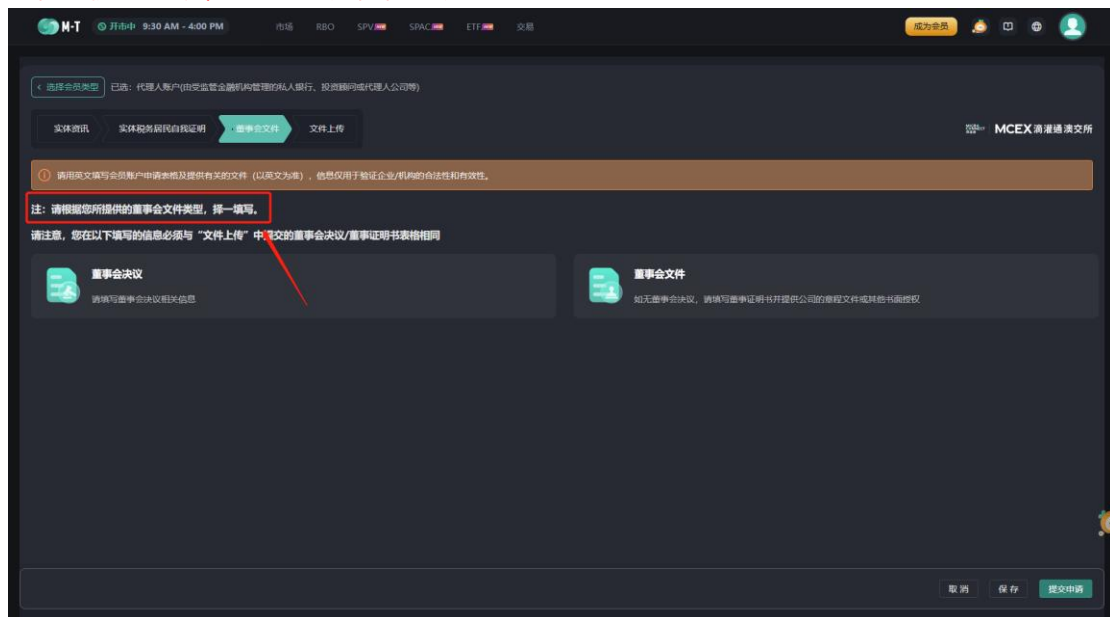 M-T 开市中 9:30 AM - 4:00 PM 市场 RBO SPV SPAC ETF 交易 成为会员
< 选择会员类型 已选：代理人账户(由受监管金融机构管理的私人银行、投资顾问或代理人公司等)
实体资讯 实体税务居民自我证明 · 董事会文件 文件上传 MCEX滴灌通澳交所
请用英文填写会员账户申请表格及提供有关的文件（以英文为准），信息仅用于验证企业/机构的合法性和有效性。
注：请根据您所提供的董事会文件类型，择一填写。
请注意，您在以下填写的信息必须与“文件上传”中提交的董事会决议/董事证明书表格相同
董事会决议
请填写董事会决议相关信息
董事会文件
如无董事会决议，请填写董事证明书并提供公司的章程文件或其他书面授权
取消 保存 提交申请